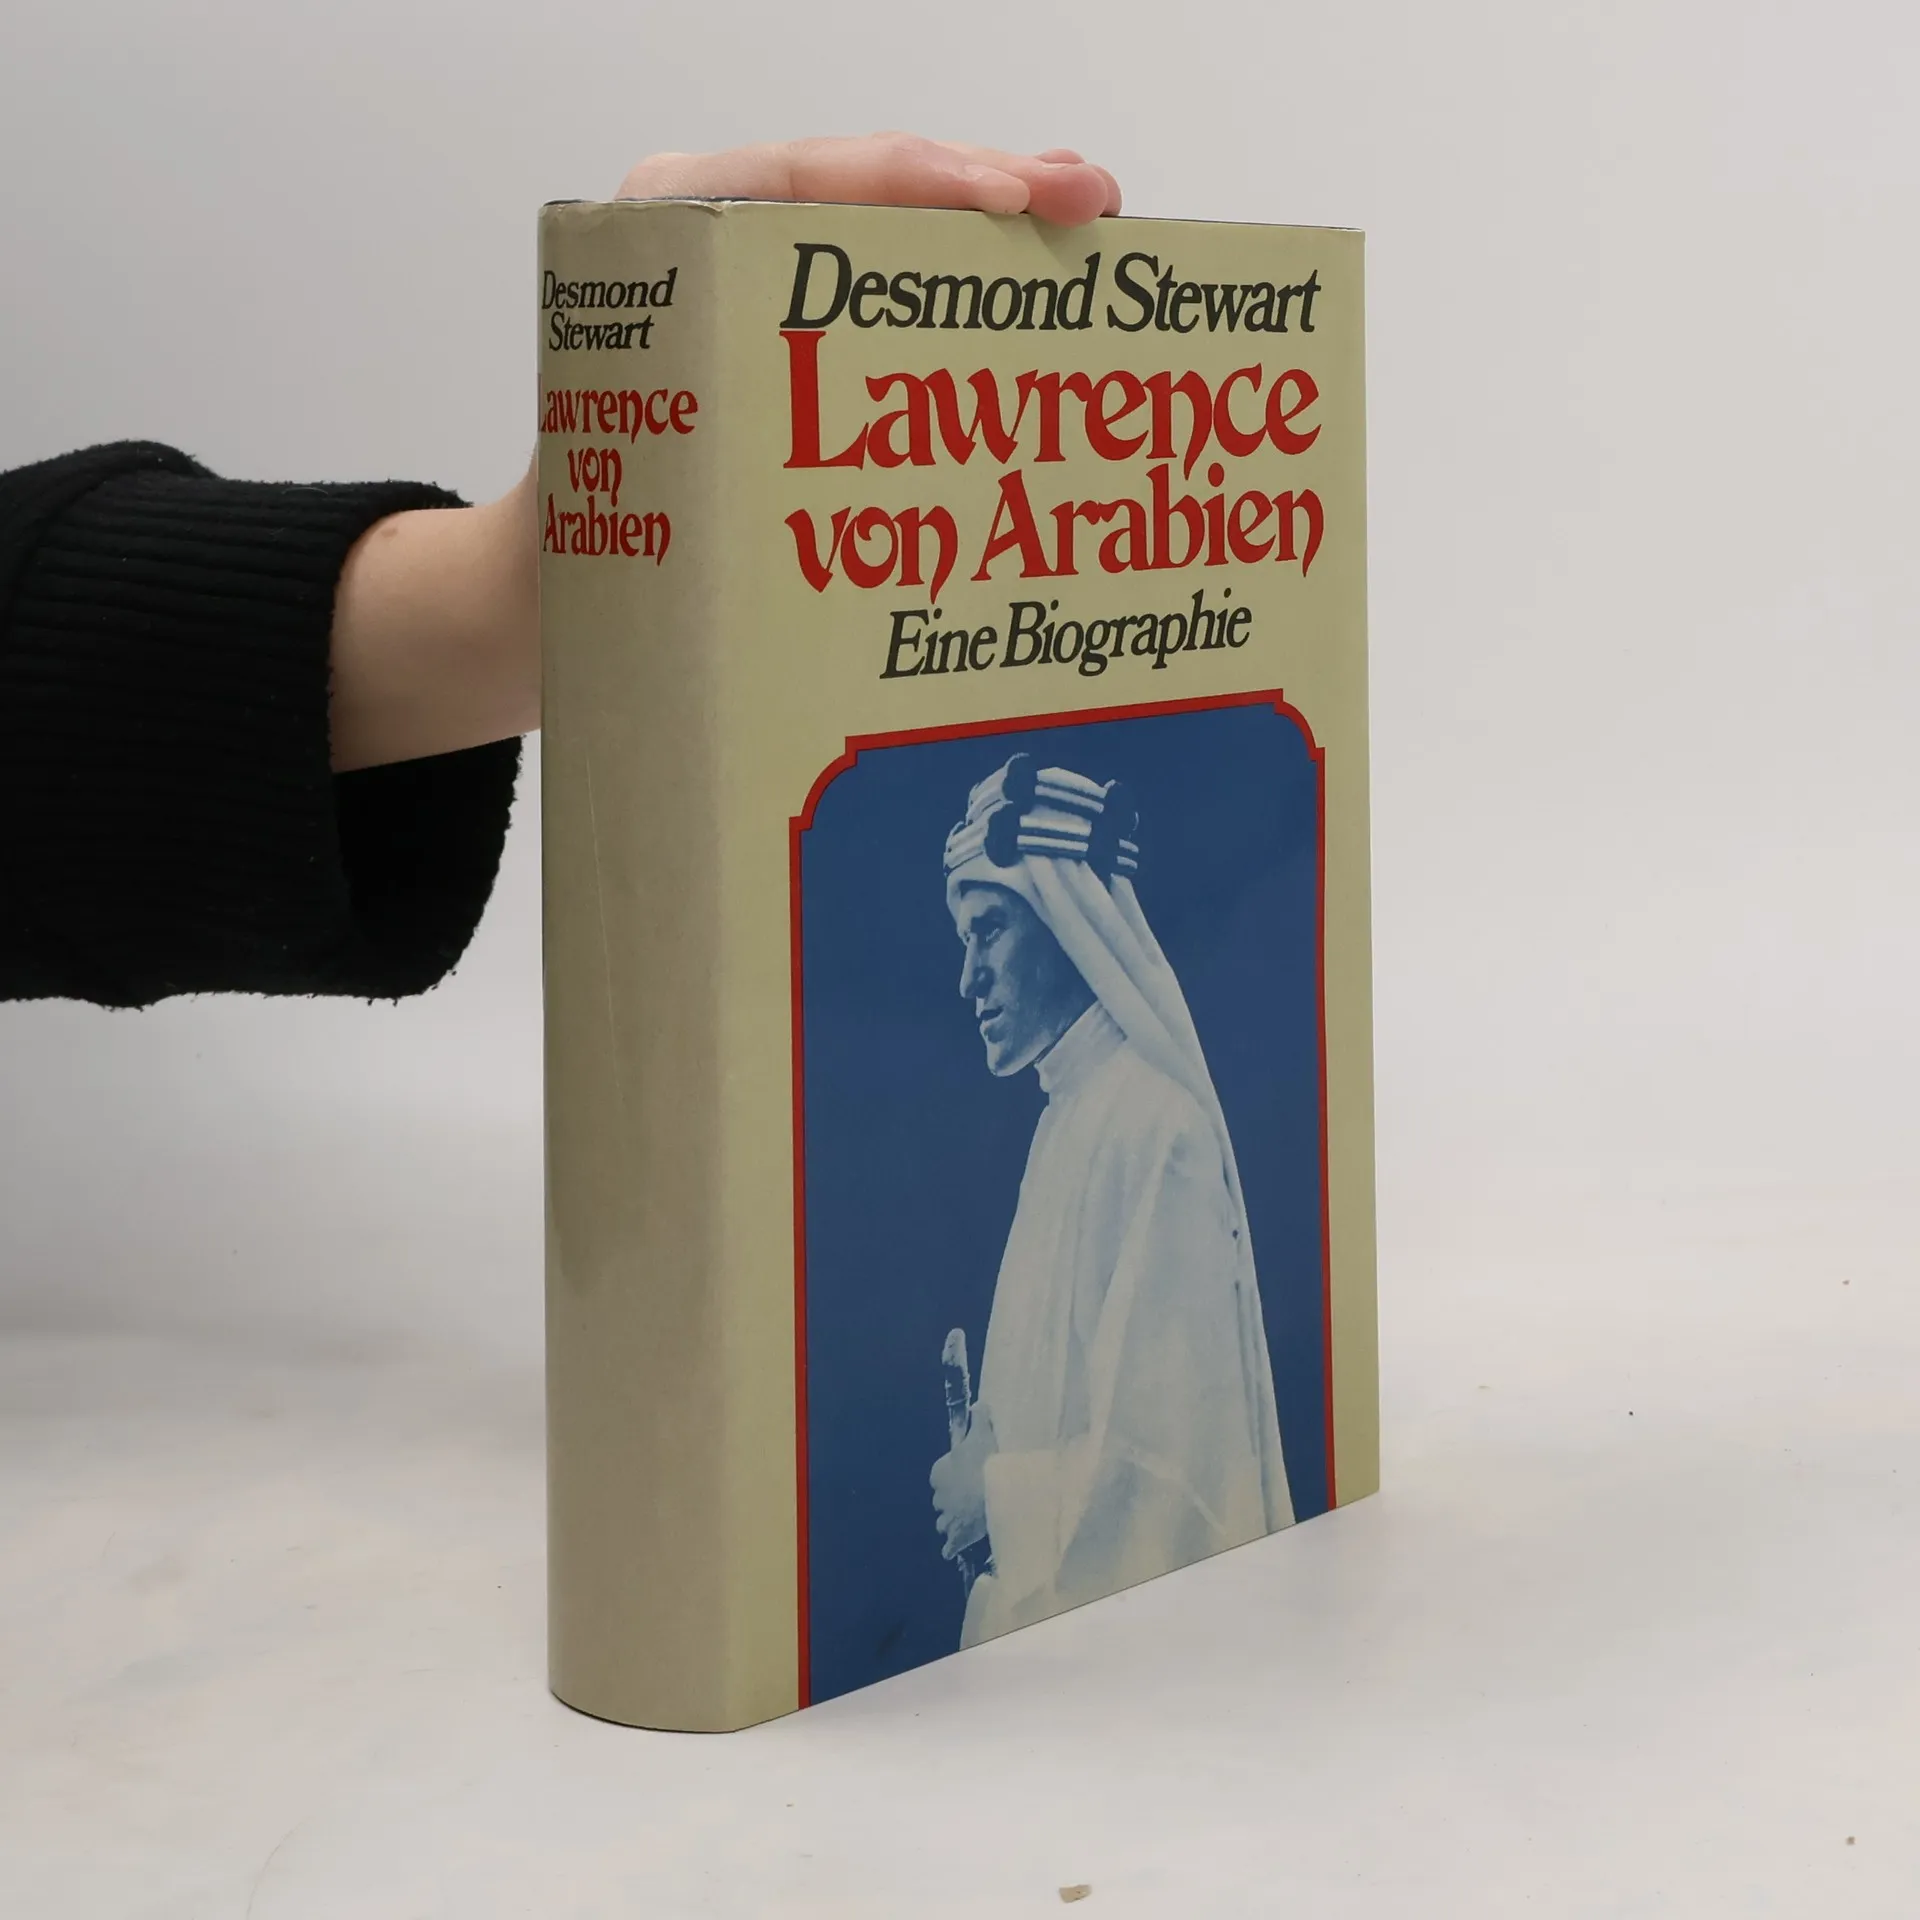 Desmond
Stewart
Lawrence
von
Arabien
Desmond Stewart
Lawrence
von Arabien
Eine Biographie